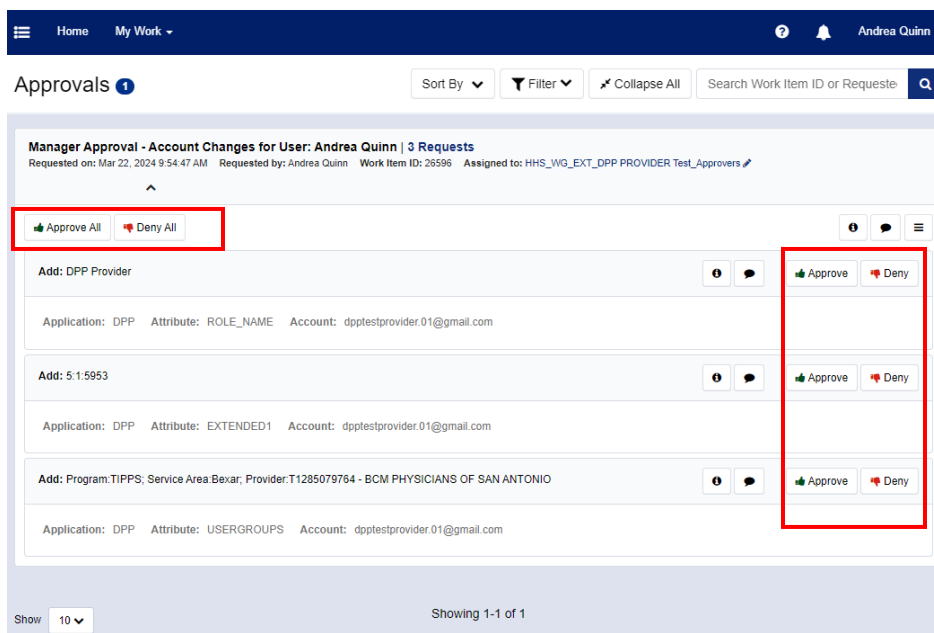 Home My Work
Andrea Quinn
Approvals 1
Sort By Filter Collapse All Search Work Item ID or Requeste
Manager Approval - Account Changes for User: Andrea Quinn | 3 Requests
Requested on: Mar 22, 2024 9:54:47 AM Requested by: Andrea Quinn Work Item ID: 26596 Assigned to: HHS_WG_EXT_DPP PROVIDER Test_Approvers
Approve All Deny All
Add: DPP Provider Approve Deny
Application: DPP Attribute: ROLE_NAME Account: dpptestprovider.01@gmail.com
Add: 5:1:5953 Approve Deny
Application: DPP Attribute: EXTENDED1 Account: dpptestprovider.01@gmail.com
Add: Program:TIPPS; Service Area:Bexar; Provider:T1285079764 - BCM PHYSICIANS OF SAN ANTONIO Approve Deny
Application: DPP Attribute: USERGROUPS Account: dpptestprovider.01@gmail.com
Show 10 Showing 1-1 of 1